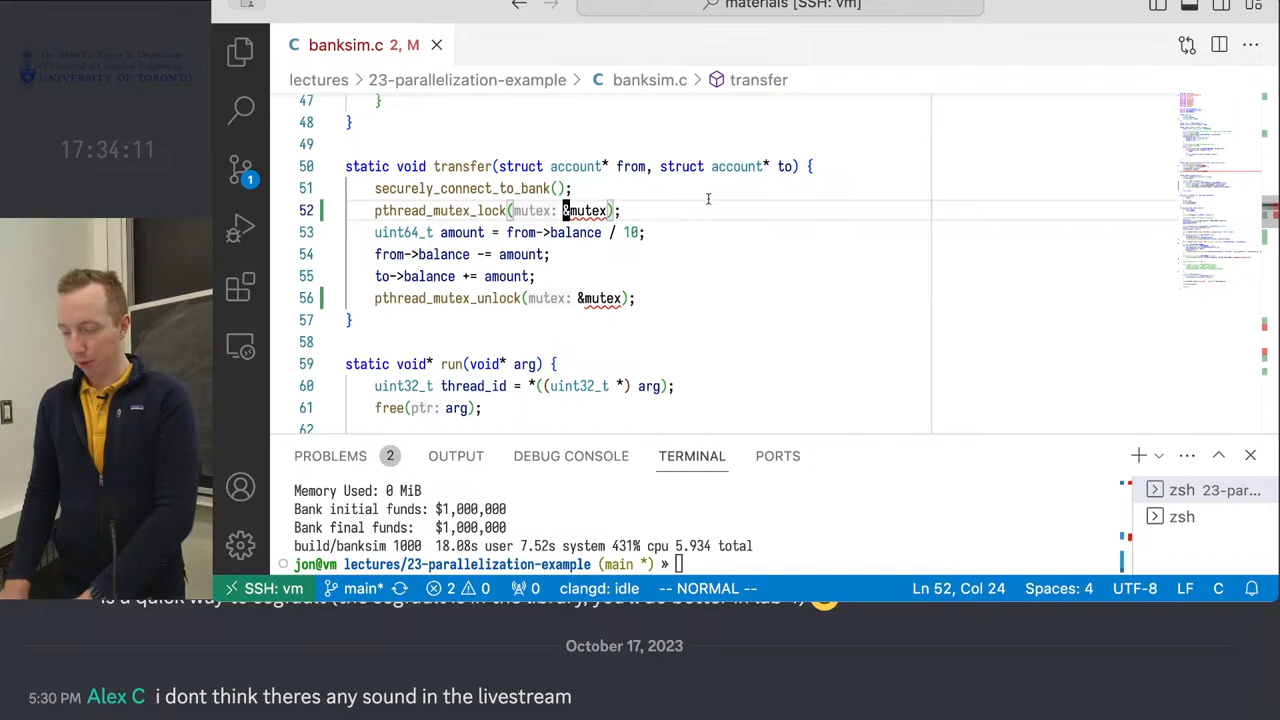 UNIVERSITY OF TORONTO
17:34:11
materials [SSH: vm]
banksim.c 2, M
lectures > 23-parallelization-example > banksim.c > transfer
47 }
48 }
49
50 static void transfer(struct account* from, struct account* to) {
51 securely_connect_to_bank();
52 pthread_mutex_lock(mutex: &mutex);
53 uint64_t amount = from->balance / 10;
54 from->balance -= amount;
55 to->balance += amount;
56 pthread_mutex_unlock(mutex: &mutex);
57 }
58
59 static void* run(void* arg) {
60 uint32_t thread_id = *((uint32_t *) arg);
61 free(ptr: arg);
62
1
PROBLEMS 2 OUTPUT DEBUG CONSOLE TERMINAL PORTS
Memory Used: 0 MiB
Bank initial funds: $1,000,000
Bank final funds: $1,000,000
build/banksim 1000 18.08s user 7.52s system 431% cpu 5.934 total
jon@vm lectures/23-parallelization-example (main *) »
zsh 23-par...
zsh
SSH: vm main* 2 0 0 clangd: idle -- NORMAL -- Ln 52, Col 24 Spaces: 4 UTF-8 LF C
October 17, 2023
5:30 PM Alex C i dont think theres any sound in the livestream